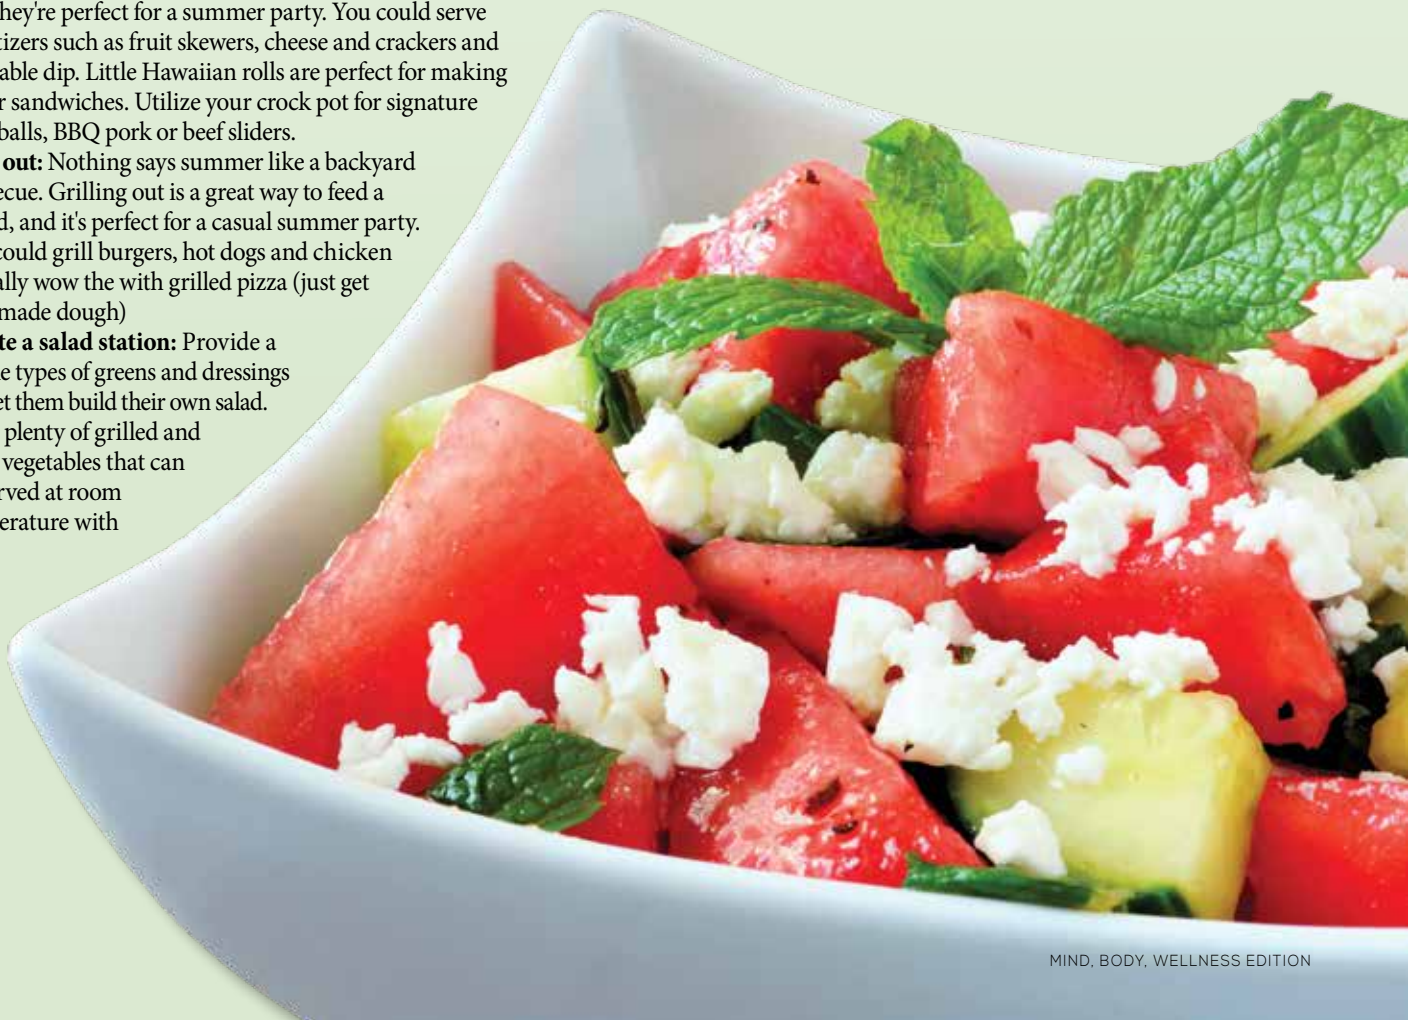 hey're perfect for a summer party. You could serve
tizers such as fruit skewers, cheese and crackers and
able dip. Little Hawaiian rolls are perfect for making
r sandwiches. Utilize your crock pot for signature
balls, BBQ pork or beef sliders.
out: Nothing says summer like a backyard
ecue. Grilling out is a great way to feed a
d, and it's perfect for a casual summer party.
could grill burgers, hot dogs and chicken
ally wow the with grilled pizza (just get
made dough)
te a salad station: Provide a
e types of greens and dressings
et them build their own salad.
plenty of grilled and
vegetables that can
rved at room
erature with
MIND, BODY, WELLNESS EDITION